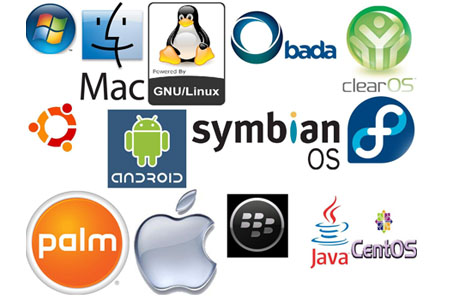 bada
Mac
Powered By
GNU/Linux
clearOS
symbian
OS
ANDROID
palm
Java
CentOS